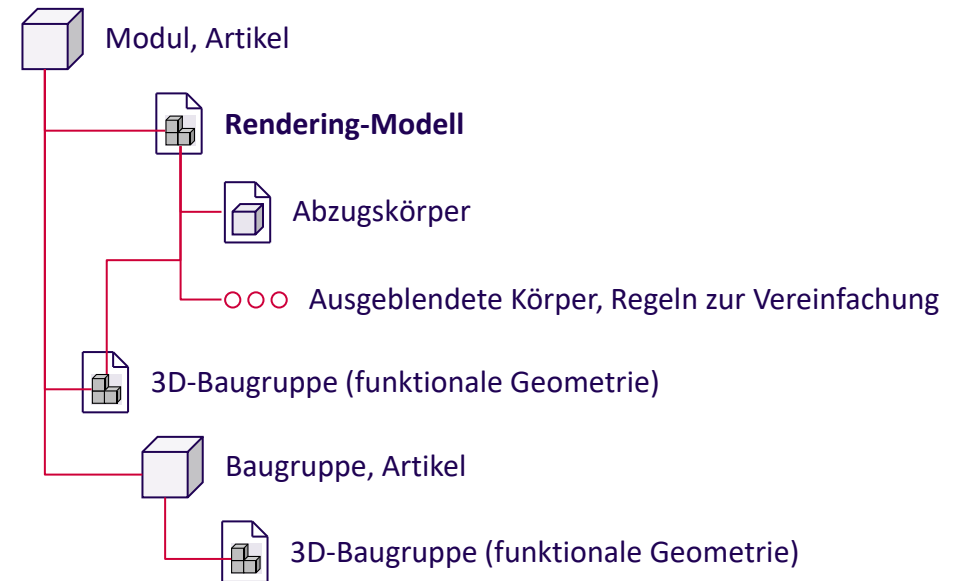 Modul, Artikel
Rendering-Modell
Abzugskörper
Ausgeblendete Körper, Regeln zur Vereinfachung
3D-Baugruppe (funktionale Geometrie)
Baugruppe, Artikel
3D-Baugruppe (funktionale Geometrie)